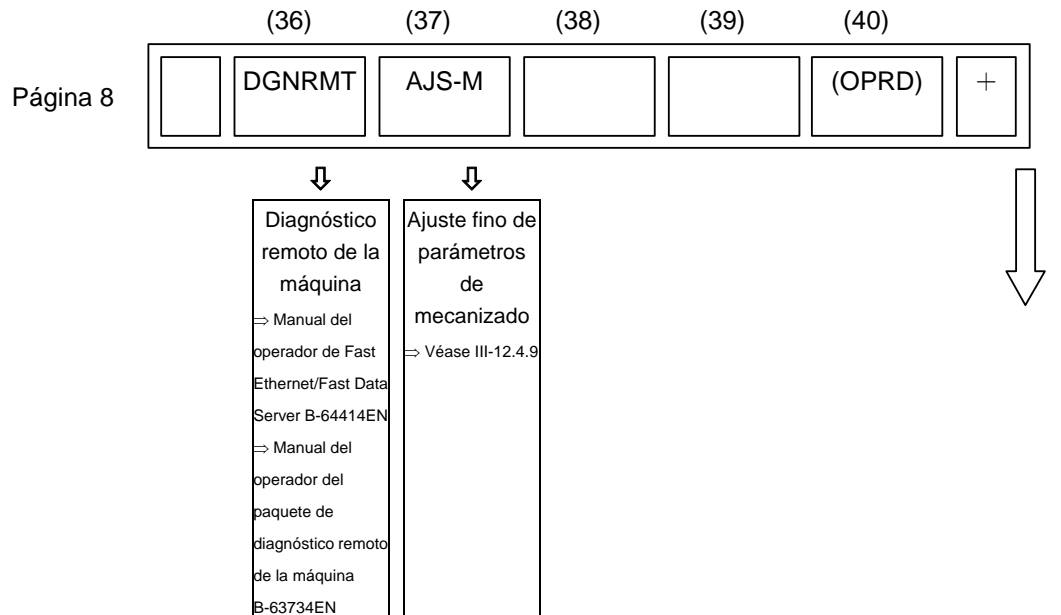 (36) (37) (38) (39) (40)
Página 8
DGNRMT AJS-M (OPRD) +
Diagnóstico
remoto de la
máquina
⇒ Manual del
operador de Fast
Ethernet/Fast Data
Server B-64414EN
⇒ Manual del
operador del
paquete de
diagnóstico remoto
de la máquina
B-63734EN
Ajuste fino de
parámetros
de
mecanizado
⇒ Véase III-12.4.9